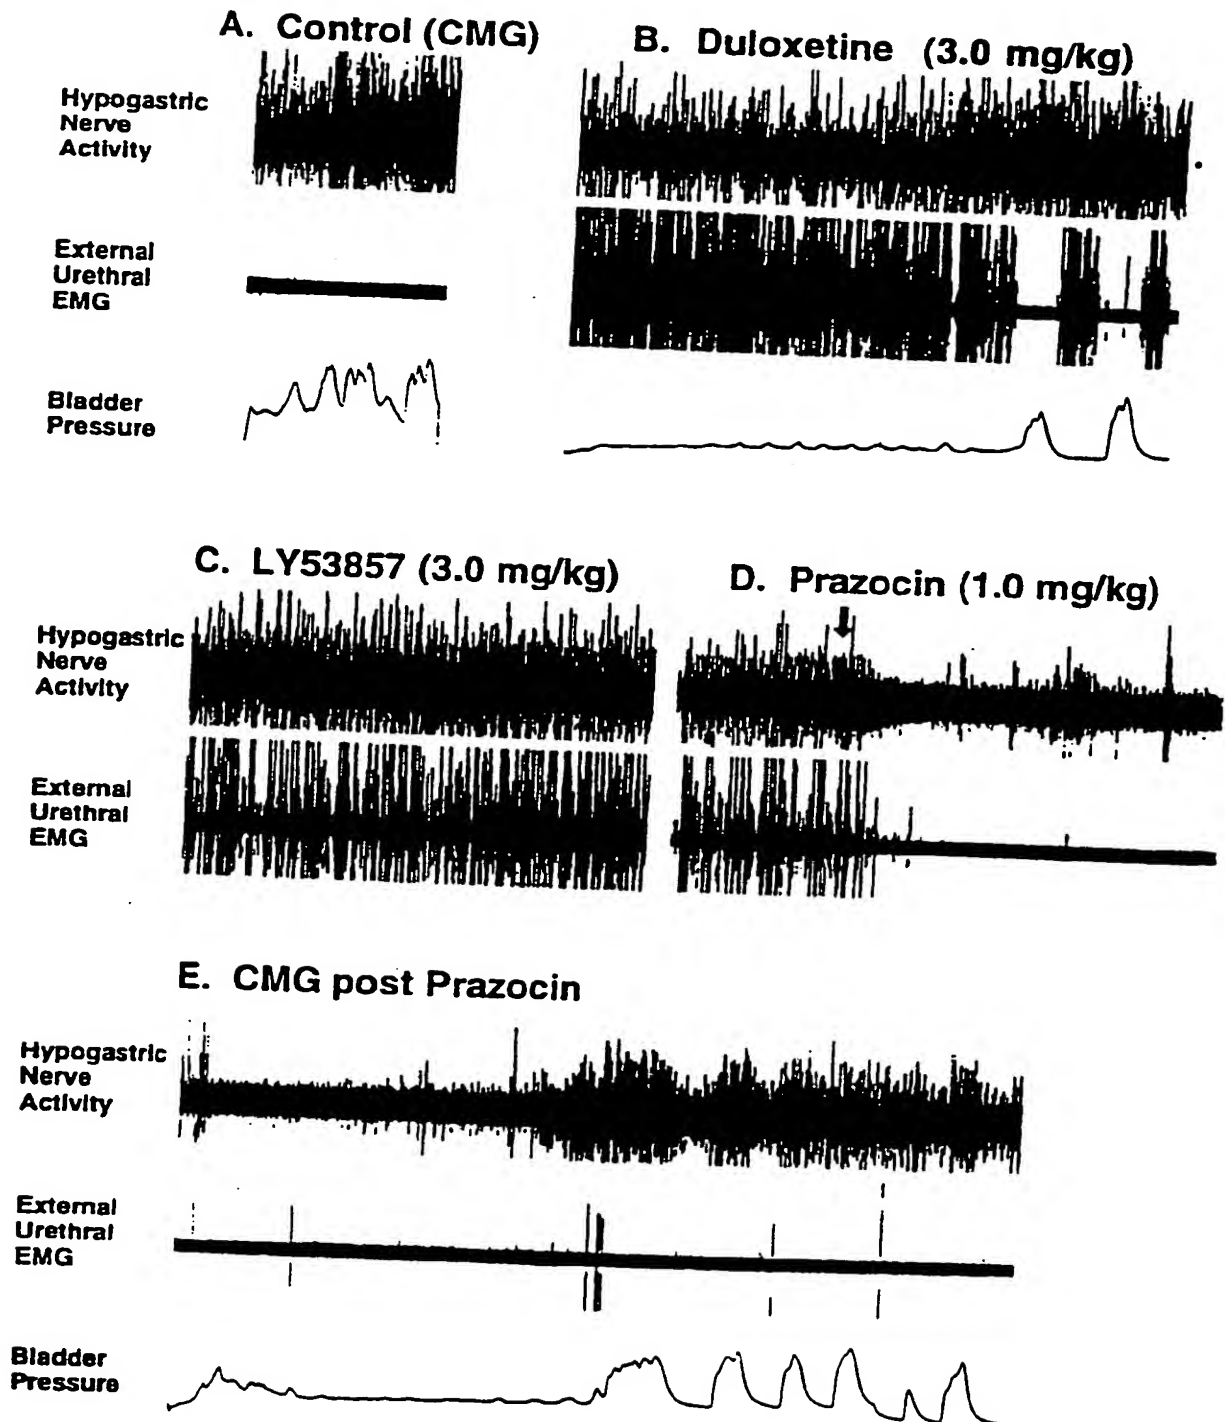 A. Control (CMG)
B. Duloxetine (3.0 mg/kg)
Hypogastric
Nerve
Activity
External
Urethral
EMG
Bladder
Pressure
C. LY53857 (3.0 mg/kg)
D. Prazocin (1.0 mg/kg)
Hypogastric
Nerve
Activity
External
Urethral
EMG
E. CMG post Prazocin
Hypogastric
Nerve
Activity
External
Urethral
EMG
Bladder
Pressure